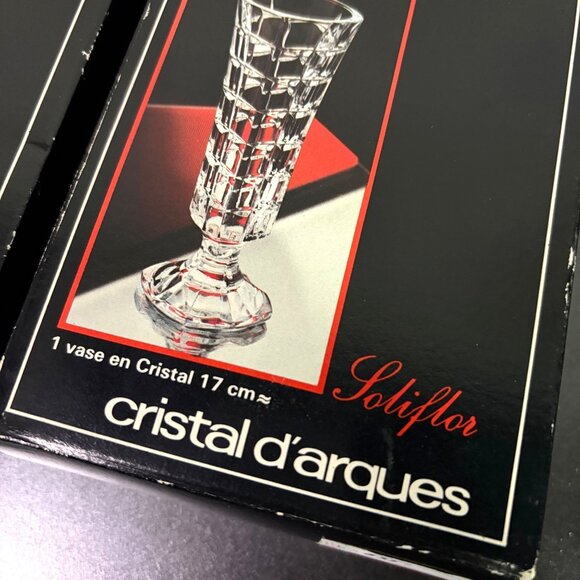 1 vase en Cristal 17 cm≈
Soliflor
cristal d'arques